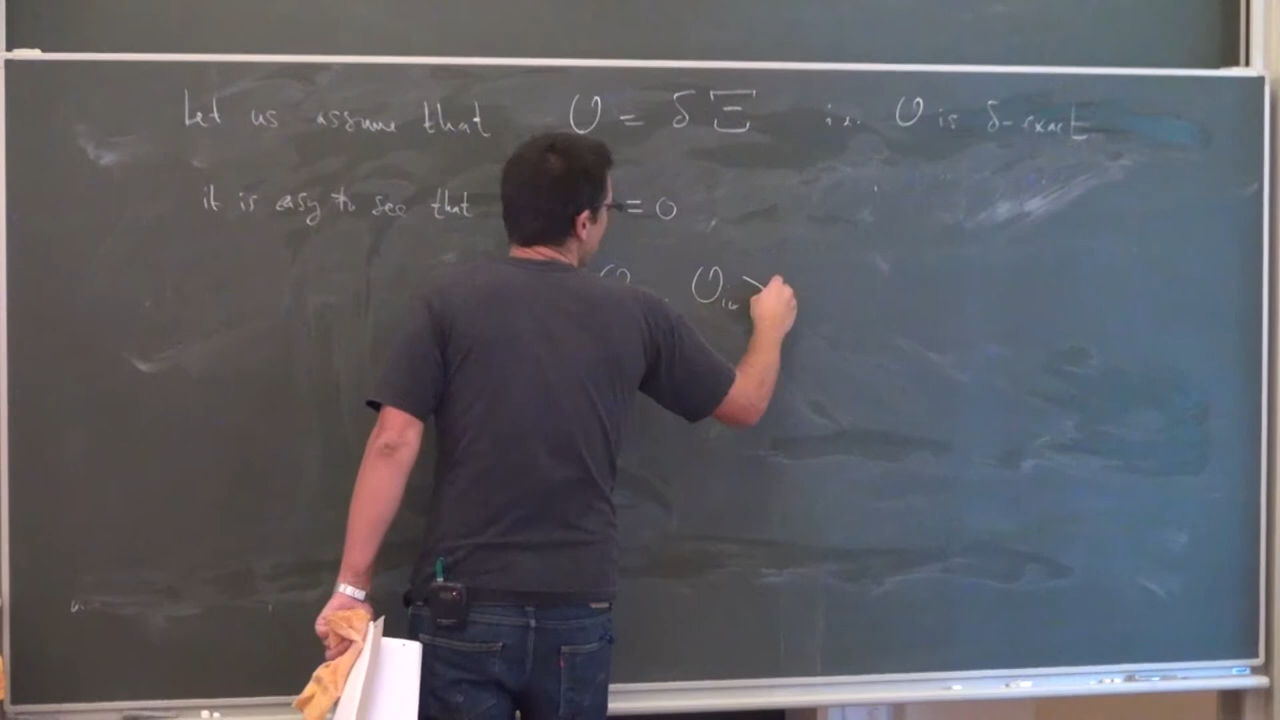 Let us assume that O = δ Ξ i.e. O is δ-exact
it is easy to see that = 0
O O >